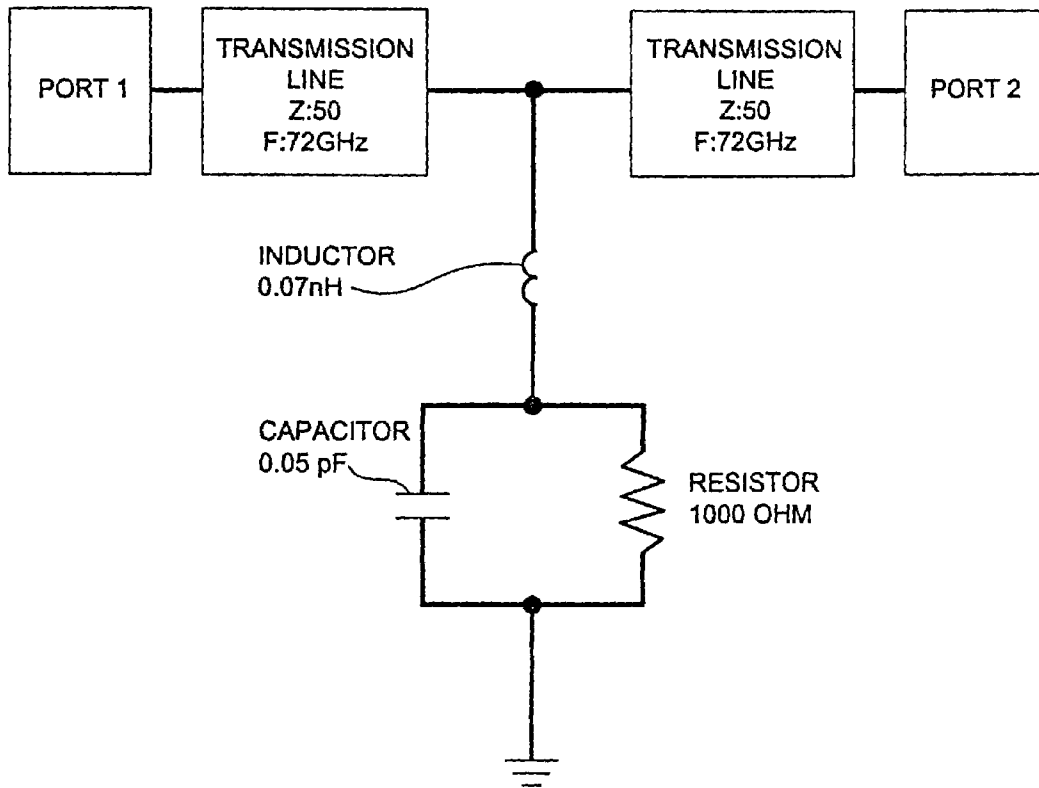 PORT 1
TRANSMISSION
LINE
Z:50
F:72GHz
TRANSMISSION
LINE
Z:50
F:72GHz
PORT 2
INDUCTOR
0.07nH
CAPACITOR
0.05 pF
RESISTOR
1000 OHM